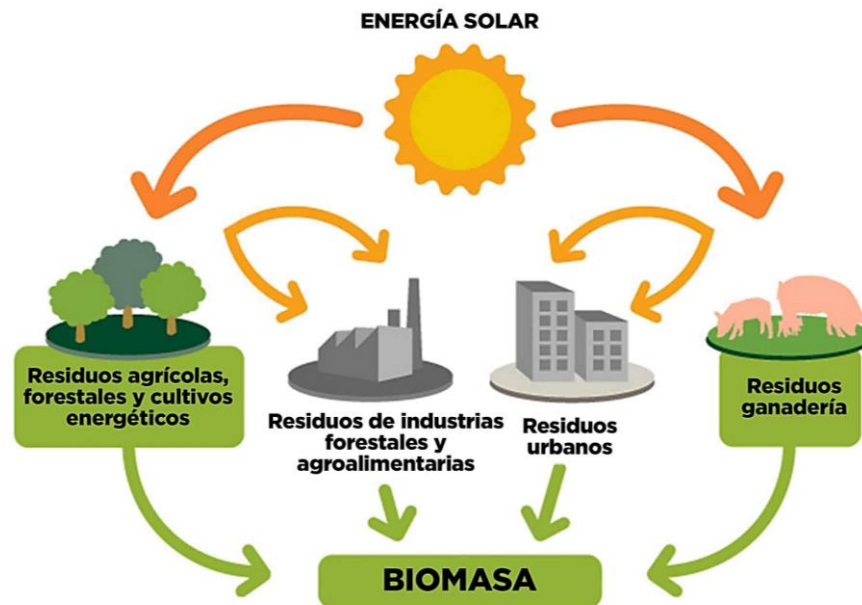 ENERGÍA SOLAR
Residuos agrícolas,
forestales y cultivos
energéticos
Residuos de industrias
forestales y
agroalimentarias
Residuos
urbanos
Residuos
ganadería
BIOMASA